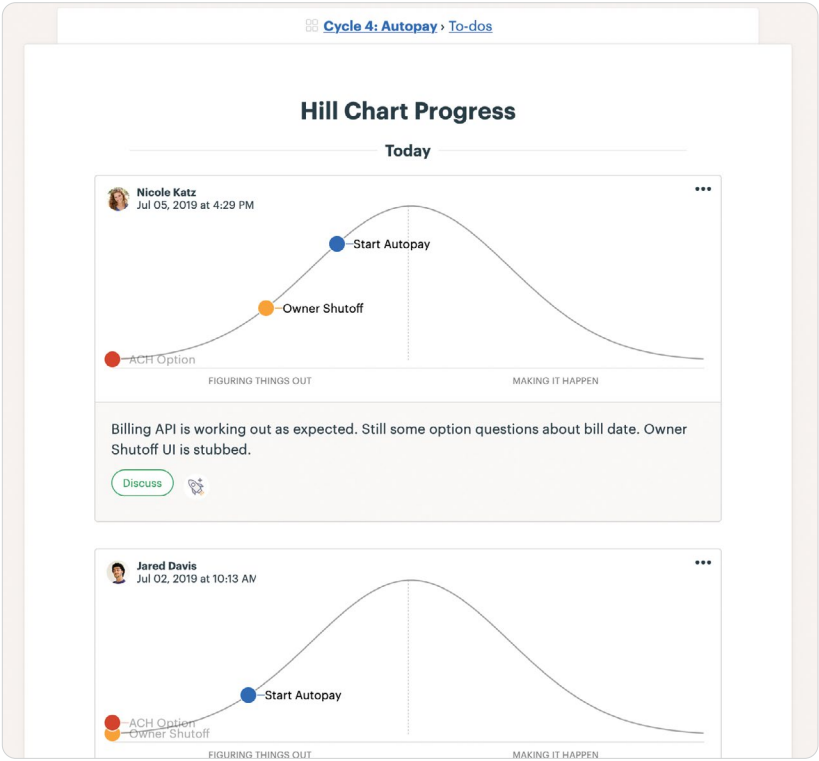 Cycle 4: Autopay › To-dos
Hill Chart Progress
Today
Nicole Katz
Jul 05, 2019 at 4:29 PM
Start Autopay
Owner Shutoff
ACH Option
FIGURING THINGS OUT
MAKING IT HAPPEN
Billing API is working out as expected. Still some option questions about bill date. Owner
Shutoff UI is stubbed.
Discuss
Jared Davis
Jul 02, 2019 at 10:13 AM
Start Autopay
ACH Option
Owner Shutoff
FIGURING THINGS OUT
MAKING IT HAPPEN